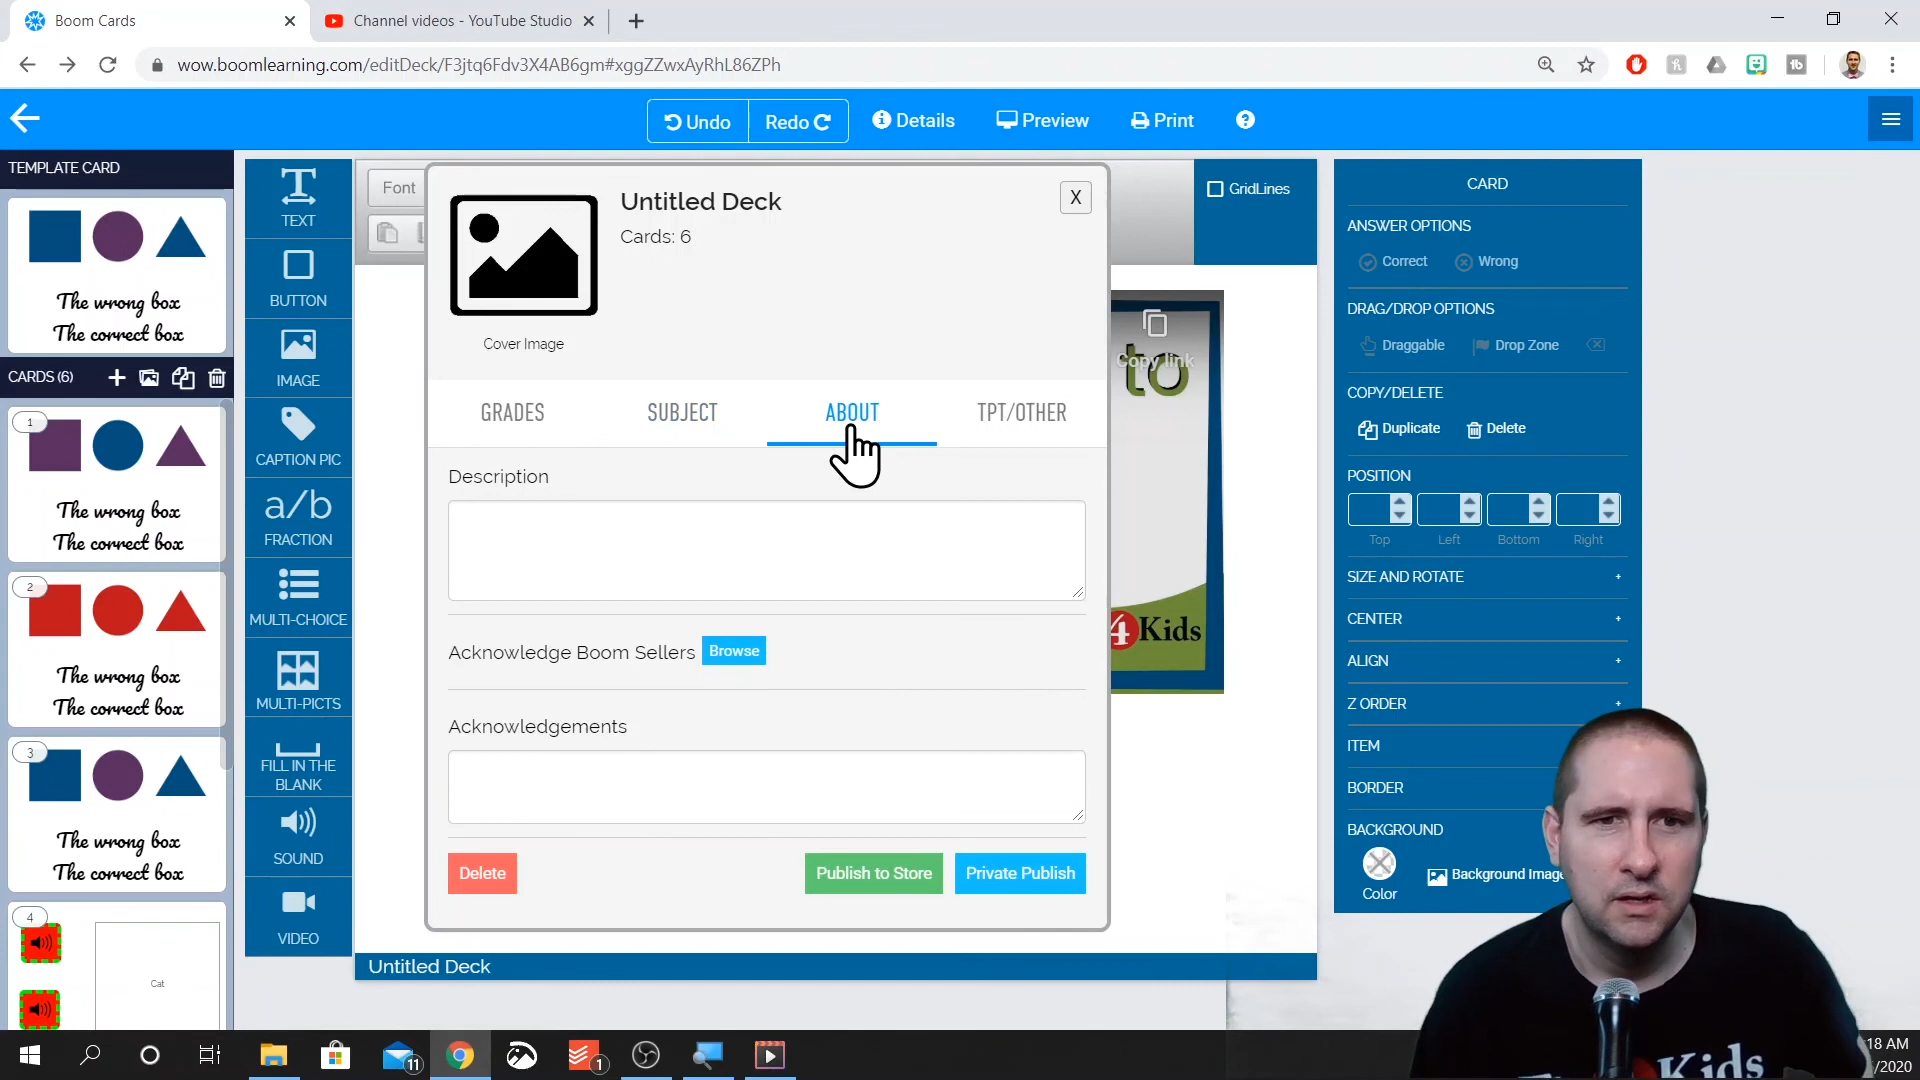 Boom Cards
Channel videos - YouTube Studio
wow.boomlearning.com/editDeck/F3jtq6Fdv3X4AB6gm#xggZZwxAyRhL86ZPh
Undo
Redo
Details
Preview
Print
TEMPLATE CARD
The wrong box
The correct box
CARDS (6)
1
The wrong box
The correct box
2
The wrong box
The correct box
3
The wrong box
The correct box
4
Cat
TEXT
BUTTON
IMAGE
CAPTION PIC
a/b
FRACTION
MULTI-CHOICE
MULTI-PICTS
FILL IN THE
BLANK
SOUND
VIDEO
Font
Untitled Deck
Cards: 6
X
Cover Image
GRADES
SUBJECT
ABOUT
TPT/OTHER
Description
Acknowledge Boom Sellers
Browse
Acknowledgements
Delete
Publish to Store
Private Publish
GridLines
Copy link
to
4Kids
Untitled Deck
CARD
ANSWER OPTIONS
Correct
Wrong
DRAG/DROP OPTIONS
Draggable
Drop Zone
COPY/DELETE
Duplicate
Delete
POSITION
Top
Left
Bottom
Right
SIZE AND ROTATE +
CENTER +
ALIGN +
Z ORDER +
ITEM
BORDER
BACKGROUND
Color
Background Image
11
1
:18 AM
/2020
Kids